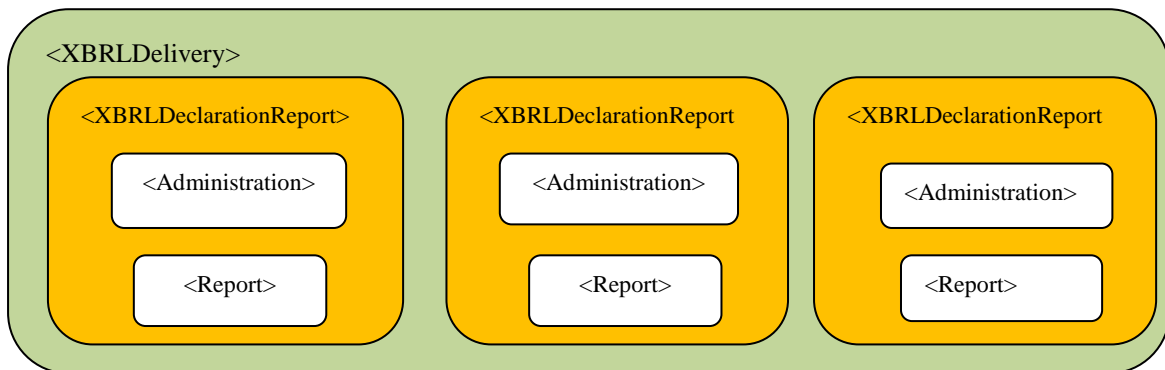 <XBRLDelivery>
<XBRLDeclarationReport>
<Administration>
<Report>
<XBRLDeclarationReport
<Administration>
<Report>
<XBRLDeclarationReport
<Administration>
<Report>